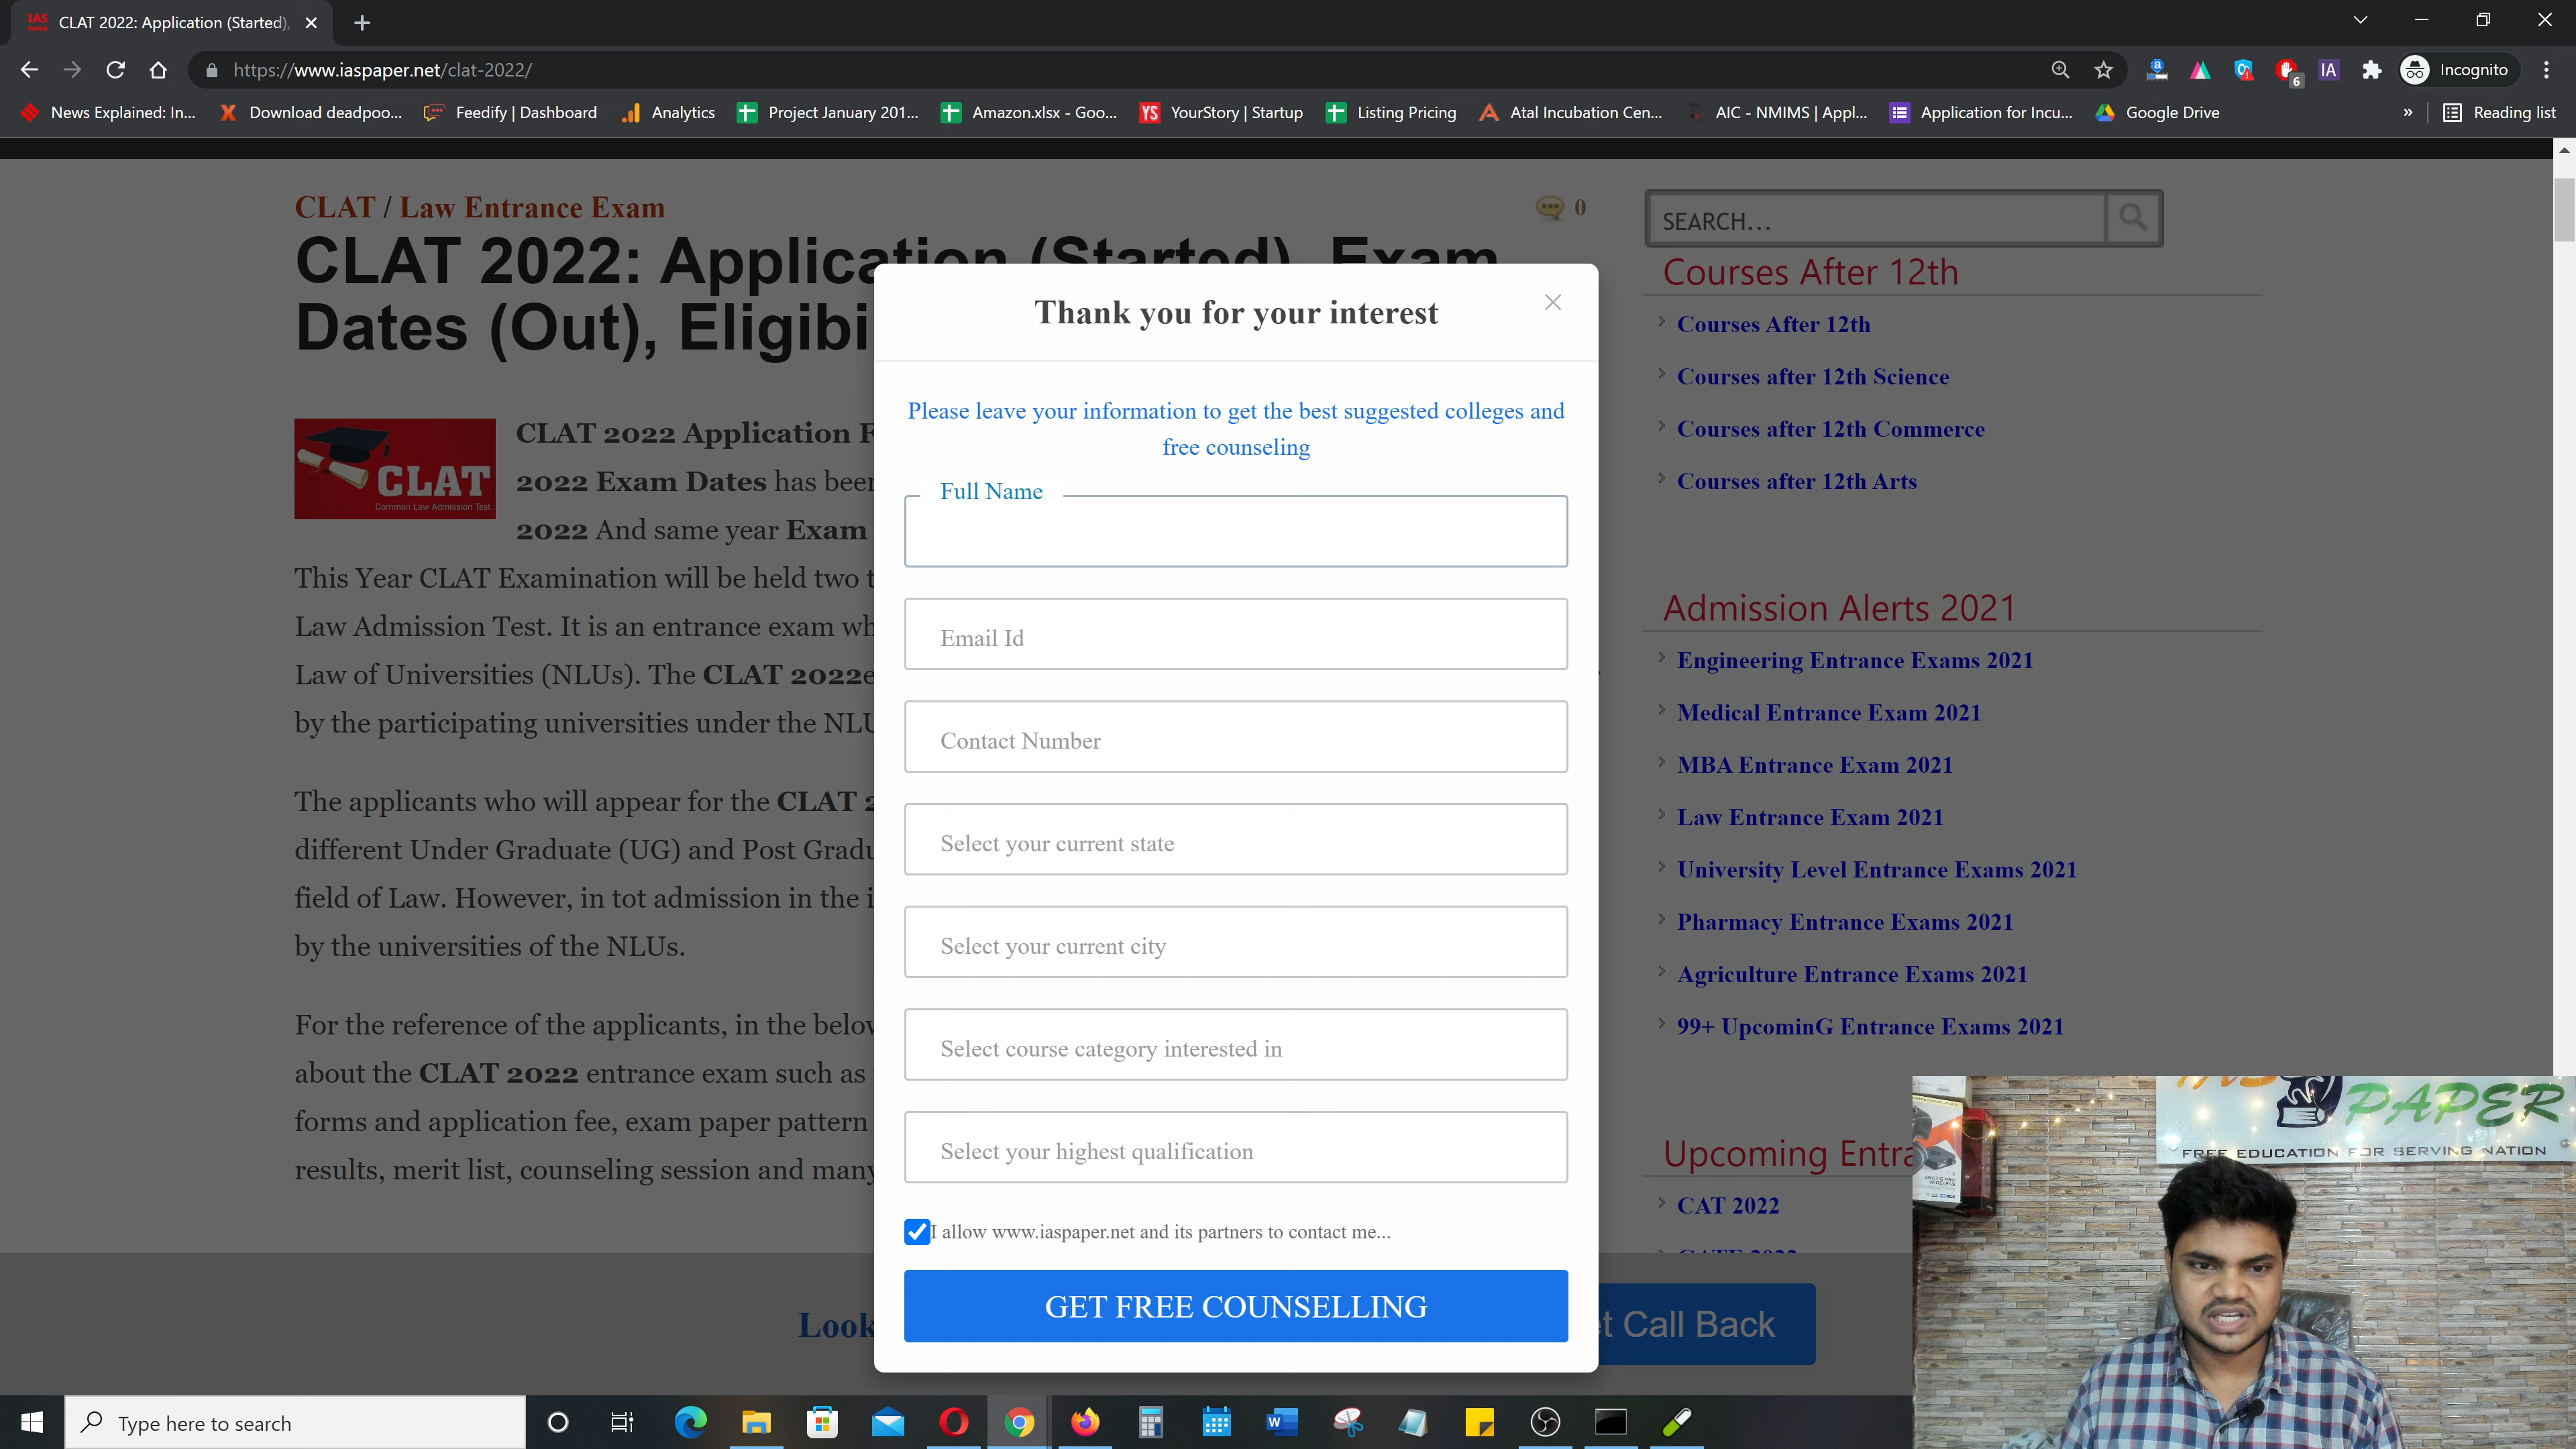 IAS PAPER
CLAT 2022: Application (Started),
https://www.iaspaper.net/clat-2022/
6
IA
Incognito
News Explained: In...
Download deadpoo...
Feedify | Dashboard
Analytics
Project January 201...
Amazon.xlsx - Goo...
YS
YourStory | Startup
Listing Pricing
Atal Incubation Cen...
AIC - NMIMS | Appl...
Application for Incu...
Google Drive
»
Reading list
CLAT / Law Entrance Exam
0
CLAT 2022: Application (Started), Exam
Dates (Out), Eligibi
CLAT
Common Law Admission Test
CLAT 2022 Application F
2022 Exam Dates has been
2022 And same year Exam
This Year CLAT Examination will be held two t
Law Admission Test. It is an entrance exam wh
Law of Universities (NLUs). The CLAT 2022e
by the participating universities under the NLU
The applicants who will appear for the CLAT 2
different Under Graduate (UG) and Post Gradu
field of Law. However, in tot admission in the i
by the universities of the NLUs.
For the reference of the applicants, in the below
about the CLAT 2022 entrance exam such as
forms and application fee, exam paper pattern
results, merit list, counseling session and many
Look
Thank you for your interest
Please leave your information to get the best suggested colleges and
free counseling
Full Name
Email Id
Contact Number
Select your current state
Select your current city
Select course category interested in
Select your highest qualification
I allow www.iaspaper.net and its partners to contact me...
GET FREE COUNSELLING
t Call Back
SEARCH...
Courses After 12th
Courses After 12th
Courses after 12th Science
Courses after 12th Commerce
Courses after 12th Arts
Admission Alerts 2021
Engineering Entrance Exams 2021
Medical Entrance Exam 2021
MBA Entrance Exam 2021
Law Entrance Exam 2021
University Level Entrance Exams 2021
Pharmacy Entrance Exams 2021
Agriculture Entrance Exams 2021
99+ UpcominG Entrance Exams 2021
Upcoming Entra
CAT 2022
GATE 2022
IAS PAPER
FREE EDUCATION FOR SERVING NATION
ARCTIS PRO
WIRELESS
Type here to search